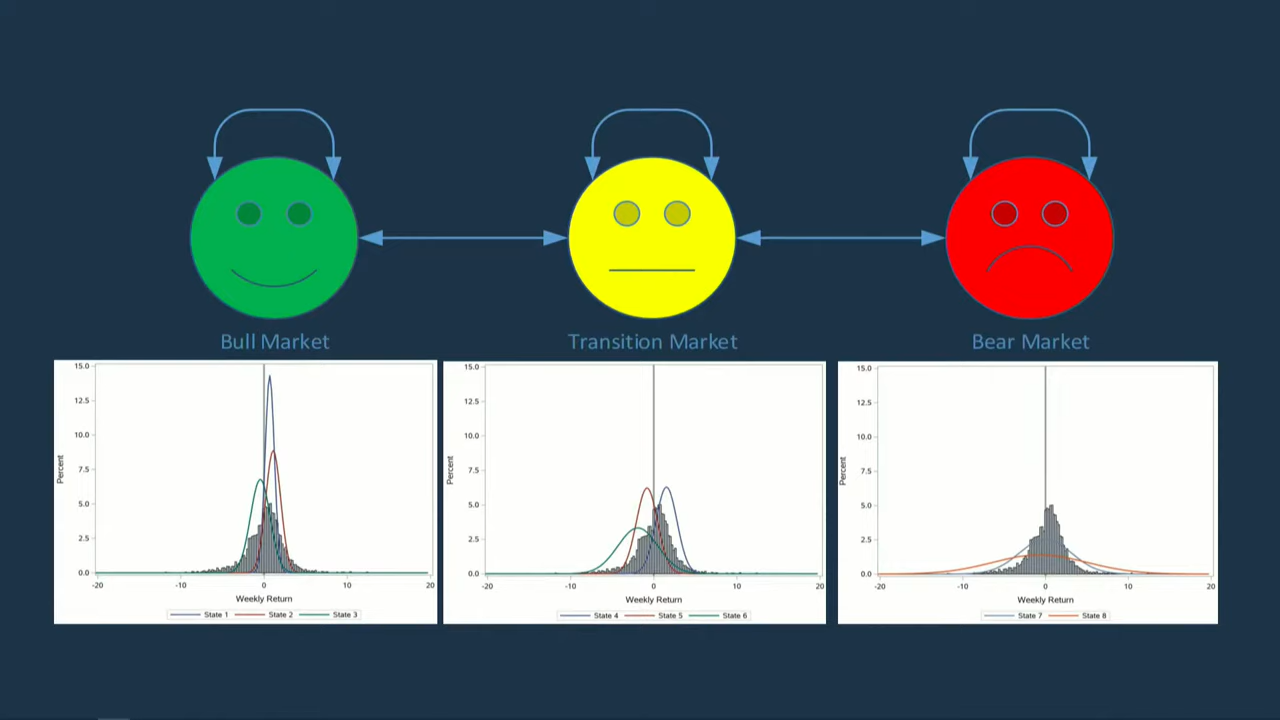 Bull Market
Transition Market
Bear Market
15.0
12.5
10.0
7.5
5.0
2.5
0.0
Percent
-20
-10
0
10
20
Weekly Return
State 1
State 2
State 3
15.0
12.5
10.0
7.5
5.0
2.5
0.0
Percent
-20
-10
0
10
20
Weekly Return
State 4
State 5
State 6
15.0
12.5
10.0
7.5
5.0
2.5
0.0
Percent
-20
-10
0
10
20
Weekly Return
State 7
State 8